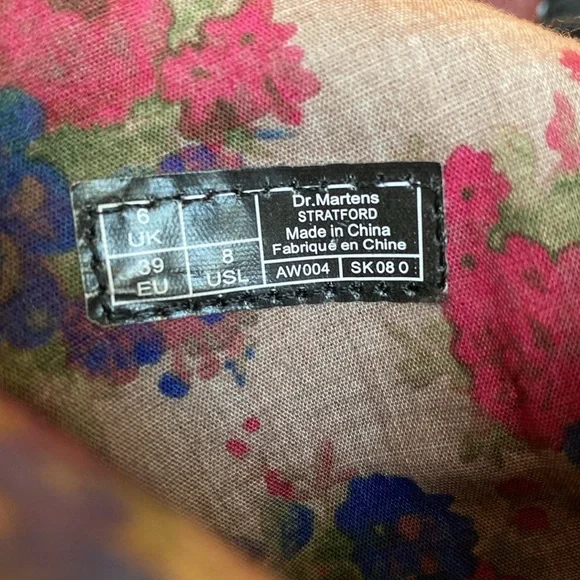 6
UK
39
EU
8
USL
Dr.Martens
STRATFORD
Made in China
Fabriqué en Chine
AW004 SK08 0